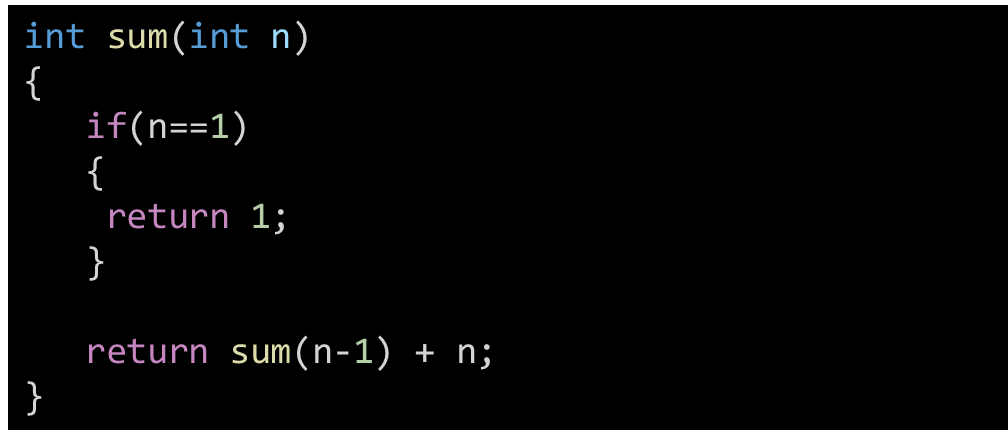 int sum(int n)
{
   if(n==1)
   {
    return 1;
   }

   return sum(n-1) + n;
}